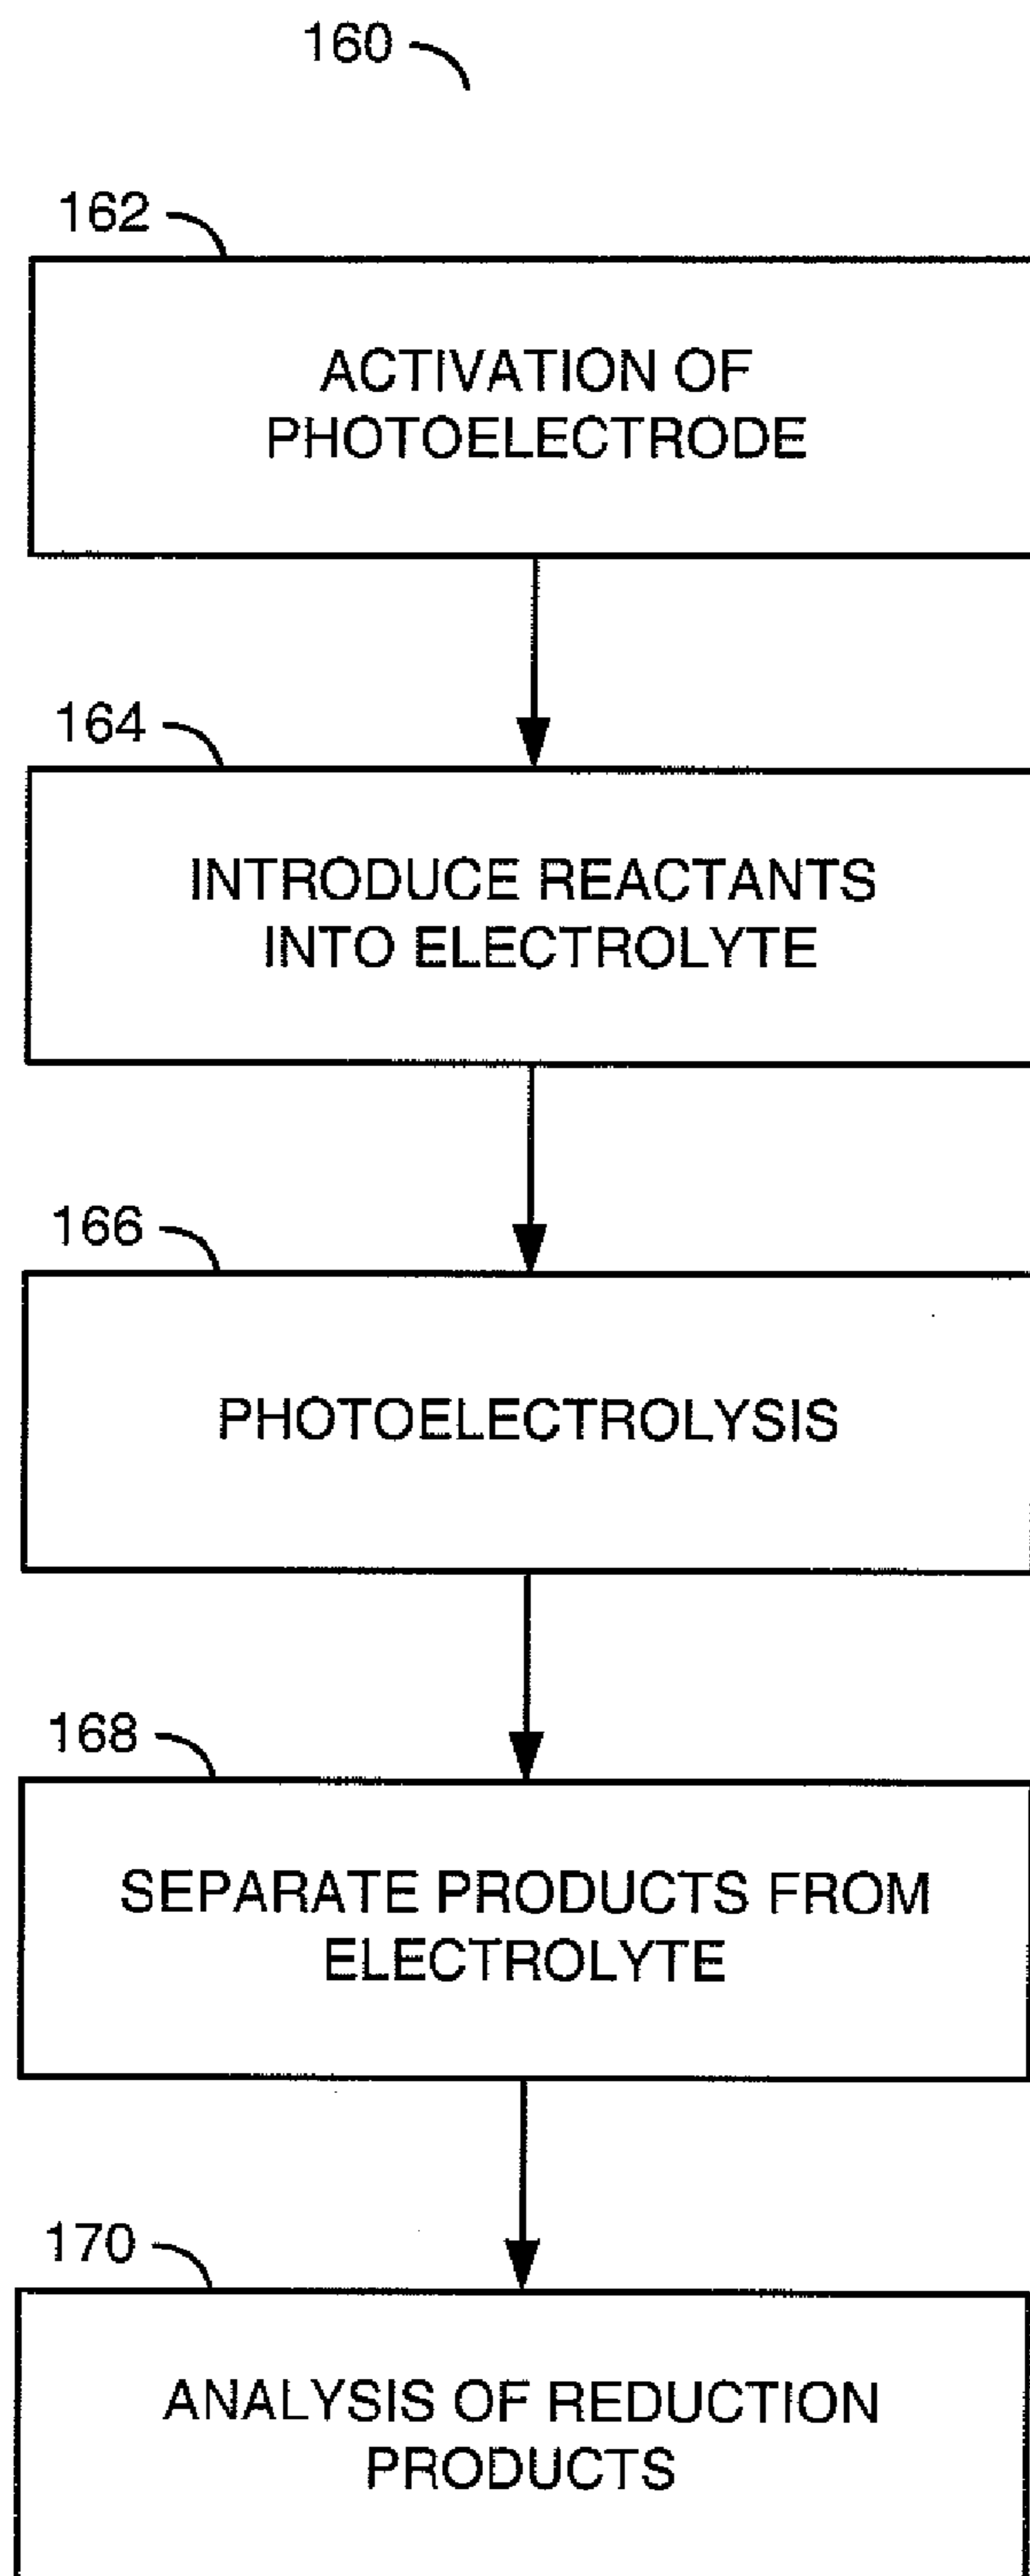 160
162
ACTIVATION OF
PHOTOELECTRODE
164
INTRODUCE REACTANTS
INTO ELECTROLYTE
166
PHOTOELECTROLYSIS
168
SEPARATE PRODUCTS FROM
ELECTROLYTE
170
ANALYSIS OF REDUCTION
PRODUCTS